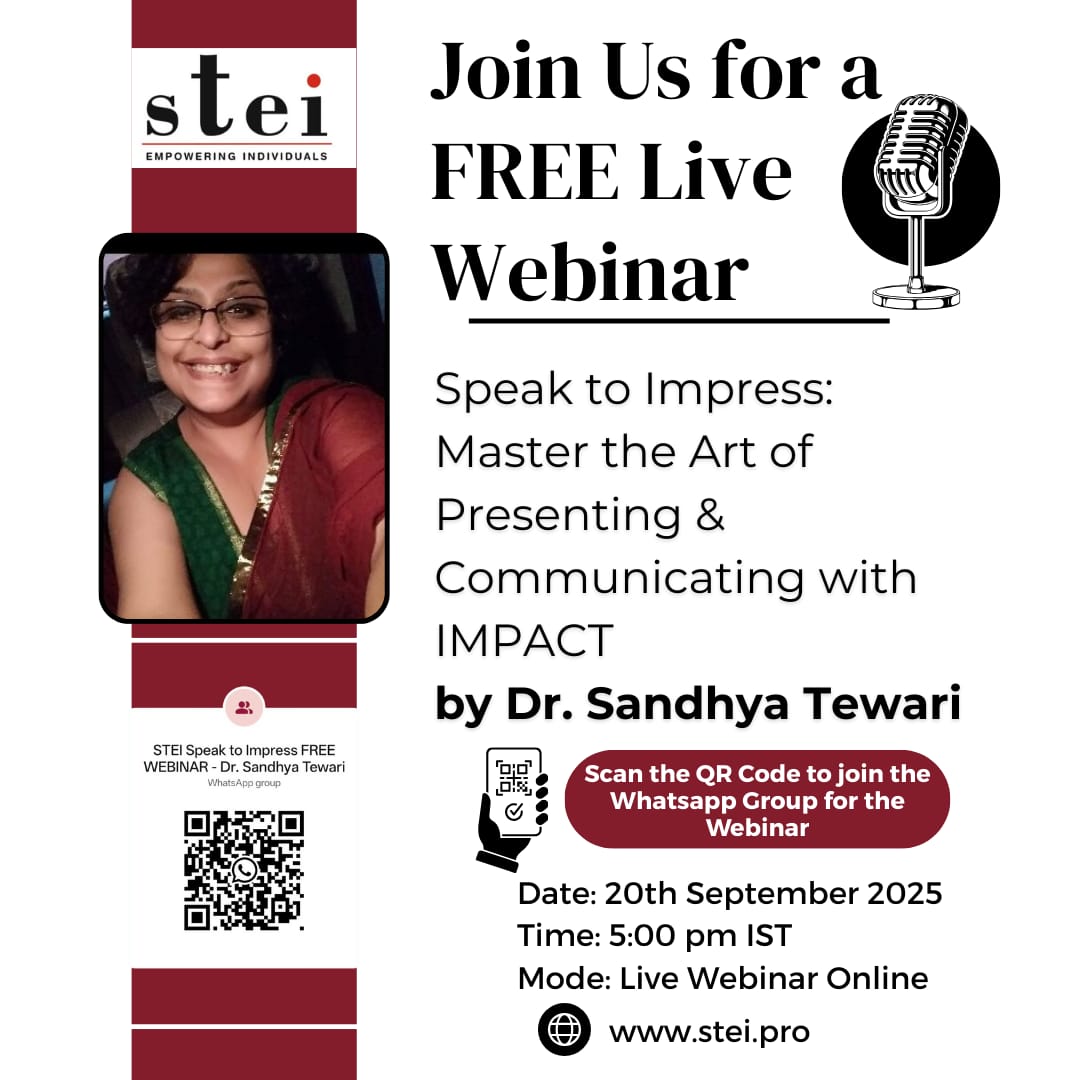 stei
EMPOWERING INDIVIDUALS
Join Us for a
FREE Live
Webinar
Speak to Impress:
Master the Art of
Presenting &
Communicating with
IMPACT
by Dr. Sandhya Tewari
STEI Speak to Impress FREE
WEBINAR - Dr. Sandhya Tewari
WhatsApp group
Scan the QR Code to join the
Whatsapp Group for the
Webinar
Date: 20th September 2025
Time: 5:00 pm IST
Mode: Live Webinar Online
www.stei.pro